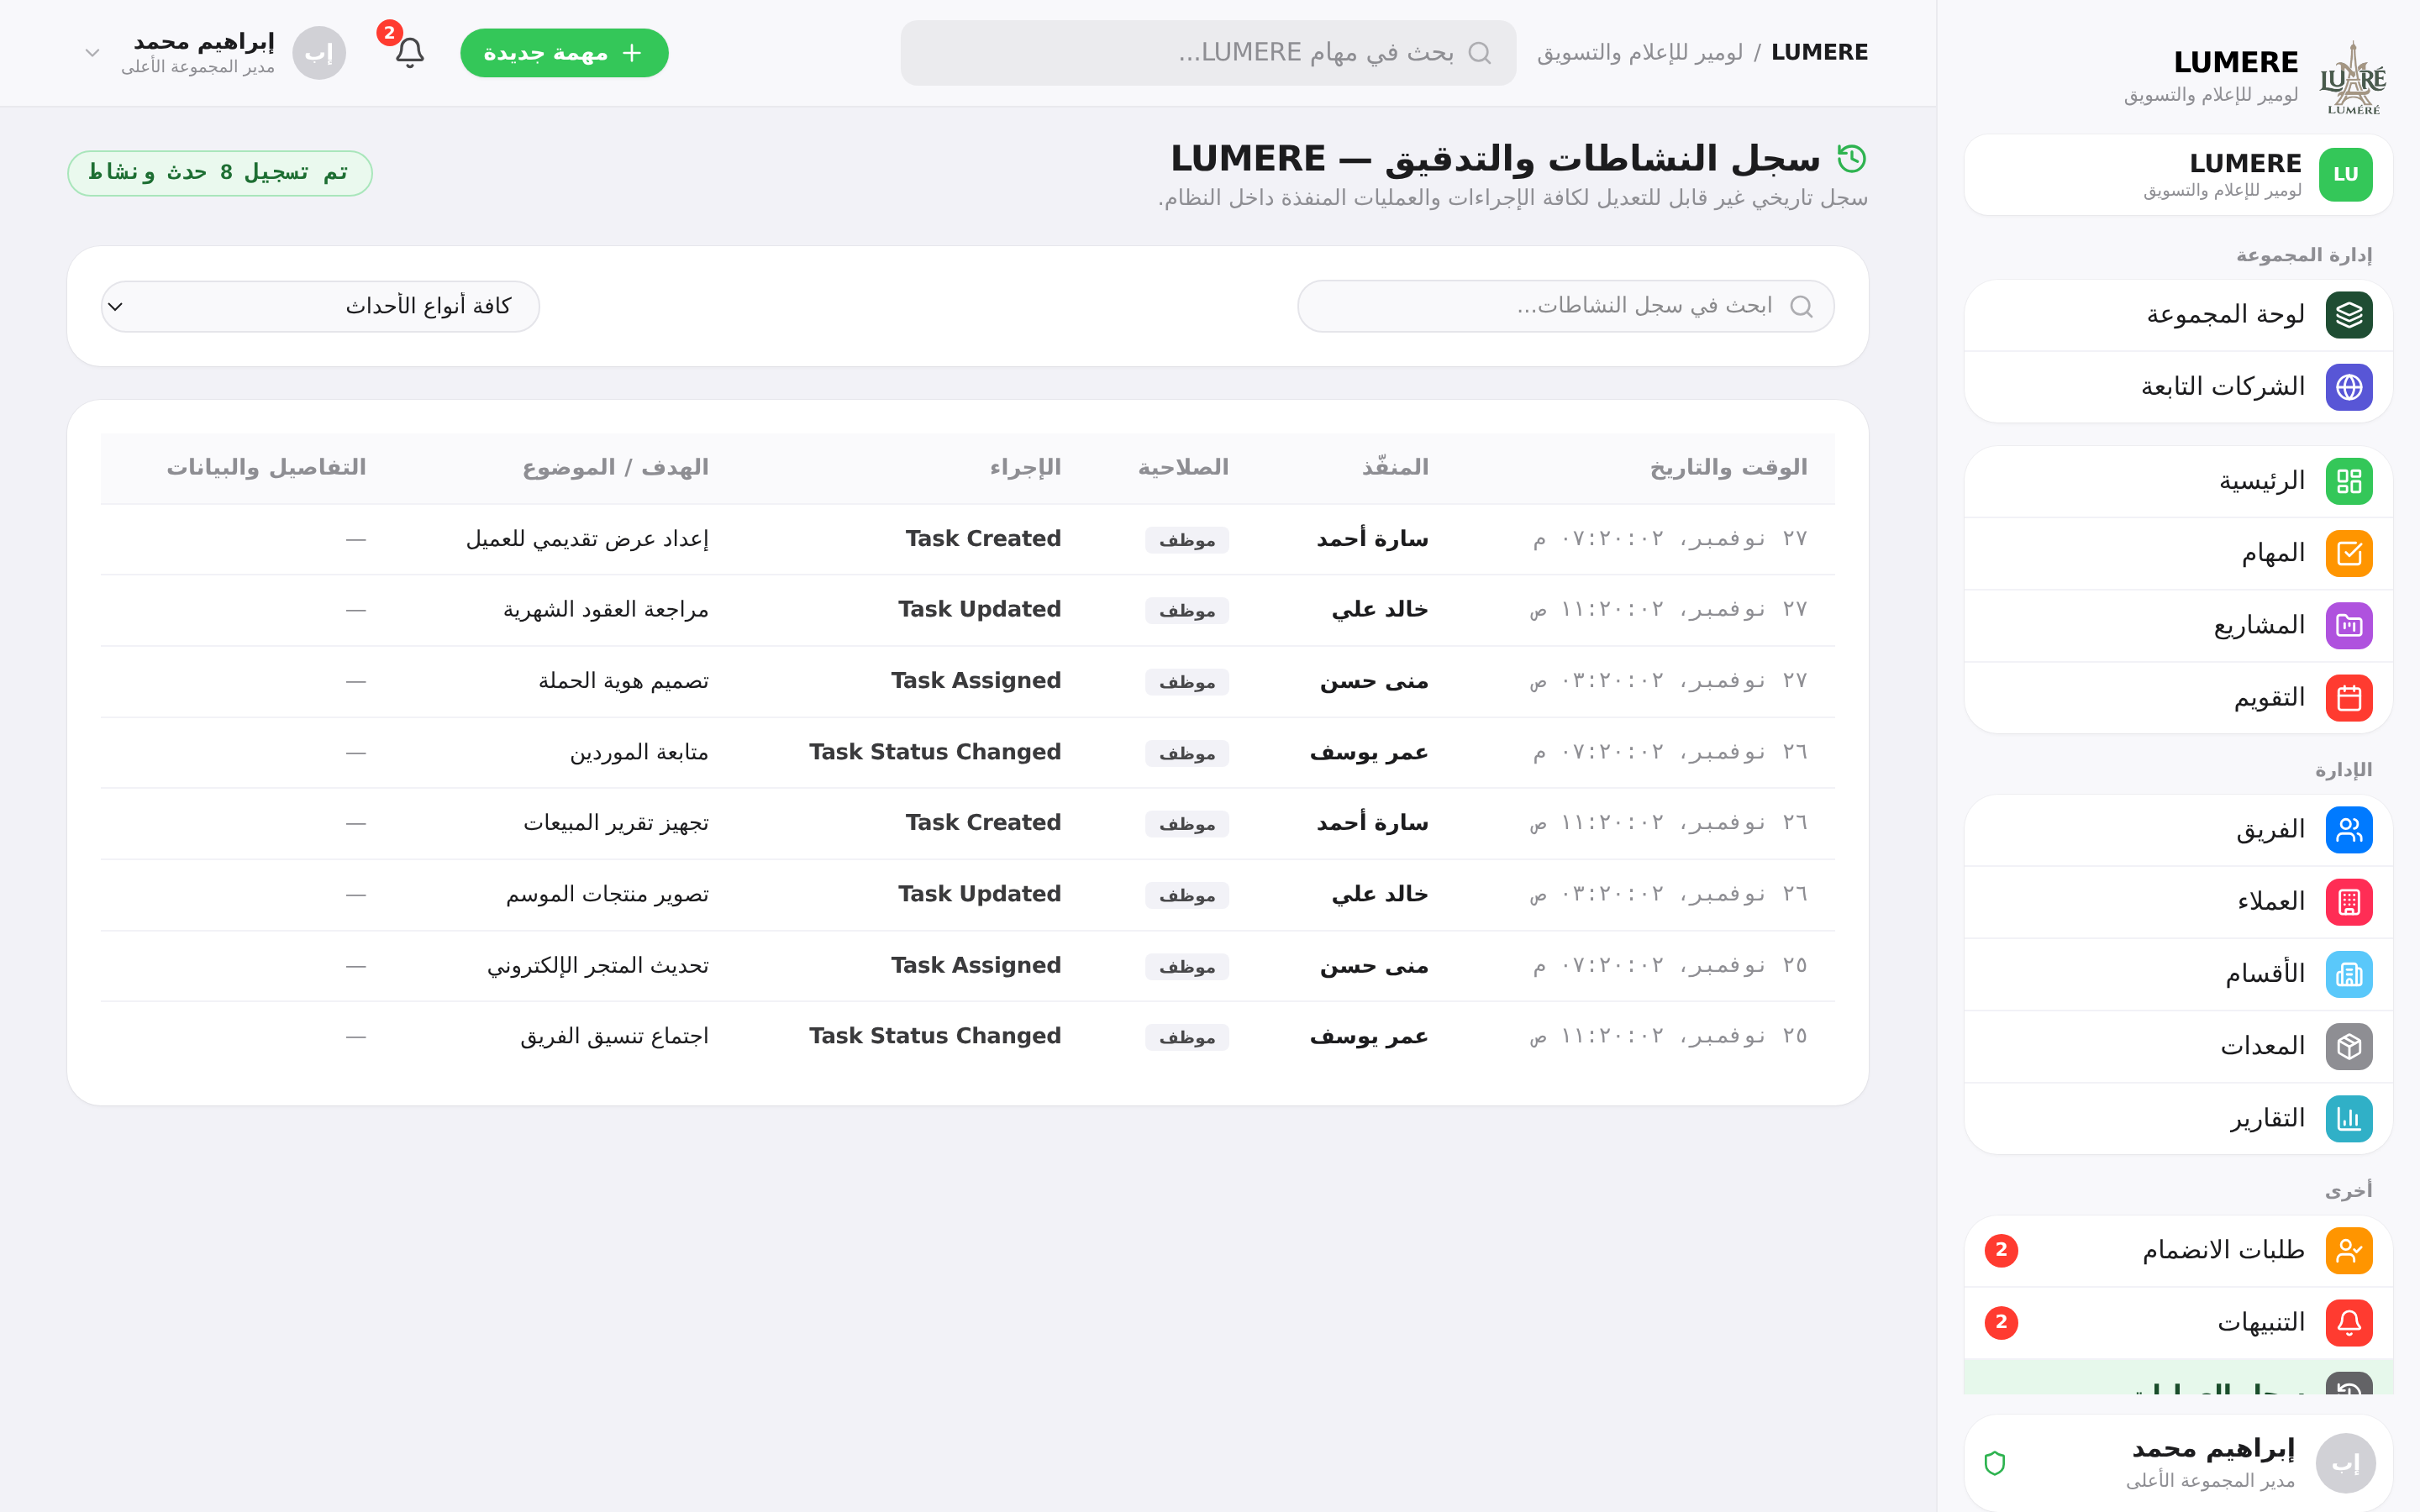 LUMERE
لومير للإعلام والتسويق
LUMÉRÉ
LU
LUMERE
لومير للإعلام والتسويق
إدارة المجموعة
لوحة المجموعة
الشركات التابعة
الرئيسية
المهام
المشاريع
التقويم
الإدارة
الفريق
العملاء
الأقسام
المعدات
التقارير
أخرى
طلبات الانضمام 2
التنبيهات 2
إب
إبراهيم محمد
مدير المجموعة الأعلى
LUMERE / لومير للإعلام والتسويق
بحث في مهام LUMERE...
مهمة جديدة
2
إب
إبراهيم محمد
مدير المجموعة الأعلى
سجل النشاطات والتدقيق — LUMERE
سجل تاريخي غير قابل للتعديل لكافة الإجراءات والعمليات المنفذة داخل النظام.
تم تسجيل 8 حدث ونشاط
ابحث في سجل النشاطات...
كافة أنواع الأحداث
الوقت والتاريخ المنفّذ الصلاحية الإجراء الهدف / الموضوع التفاصيل والبيانات
٢٧ نوفمبر، ٠٧:٢٠:٠٢ م سارة أحمد موظف Task Created إعداد عرض تقديمي للعميل —
٢٧ نوفمبر، ١١:٢٠:٠٢ ص خالد علي موظف Task Updated مراجعة العقود الشهرية —
٢٧ نوفمبر، ٠٣:٢٠:٠٢ ص منى حسن موظف Task Assigned تصميم هوية الحملة —
٢٦ نوفمبر، ٠٧:٢٠:٠٢ م عمر يوسف موظف Task Status Changed متابعة الموردين —
٢٦ نوفمبر، ١١:٢٠:٠٢ ص سارة أحمد موظف Task Created تجهيز تقرير المبيعات —
٢٦ نوفمبر، ٠٣:٢٠:٠٢ ص خالد علي موظف Task Updated تصوير منتجات الموسم —
٢٥ نوفمبر، ٠٧:٢٠:٠٢ م منى حسن موظف Task Assigned تحديث المتجر الإلكتروني —
٢٥ نوفمبر، ١١:٢٠:٠٢ ص عمر يوسف موظف Task Status Changed اجتماع تنسيق الفريق —